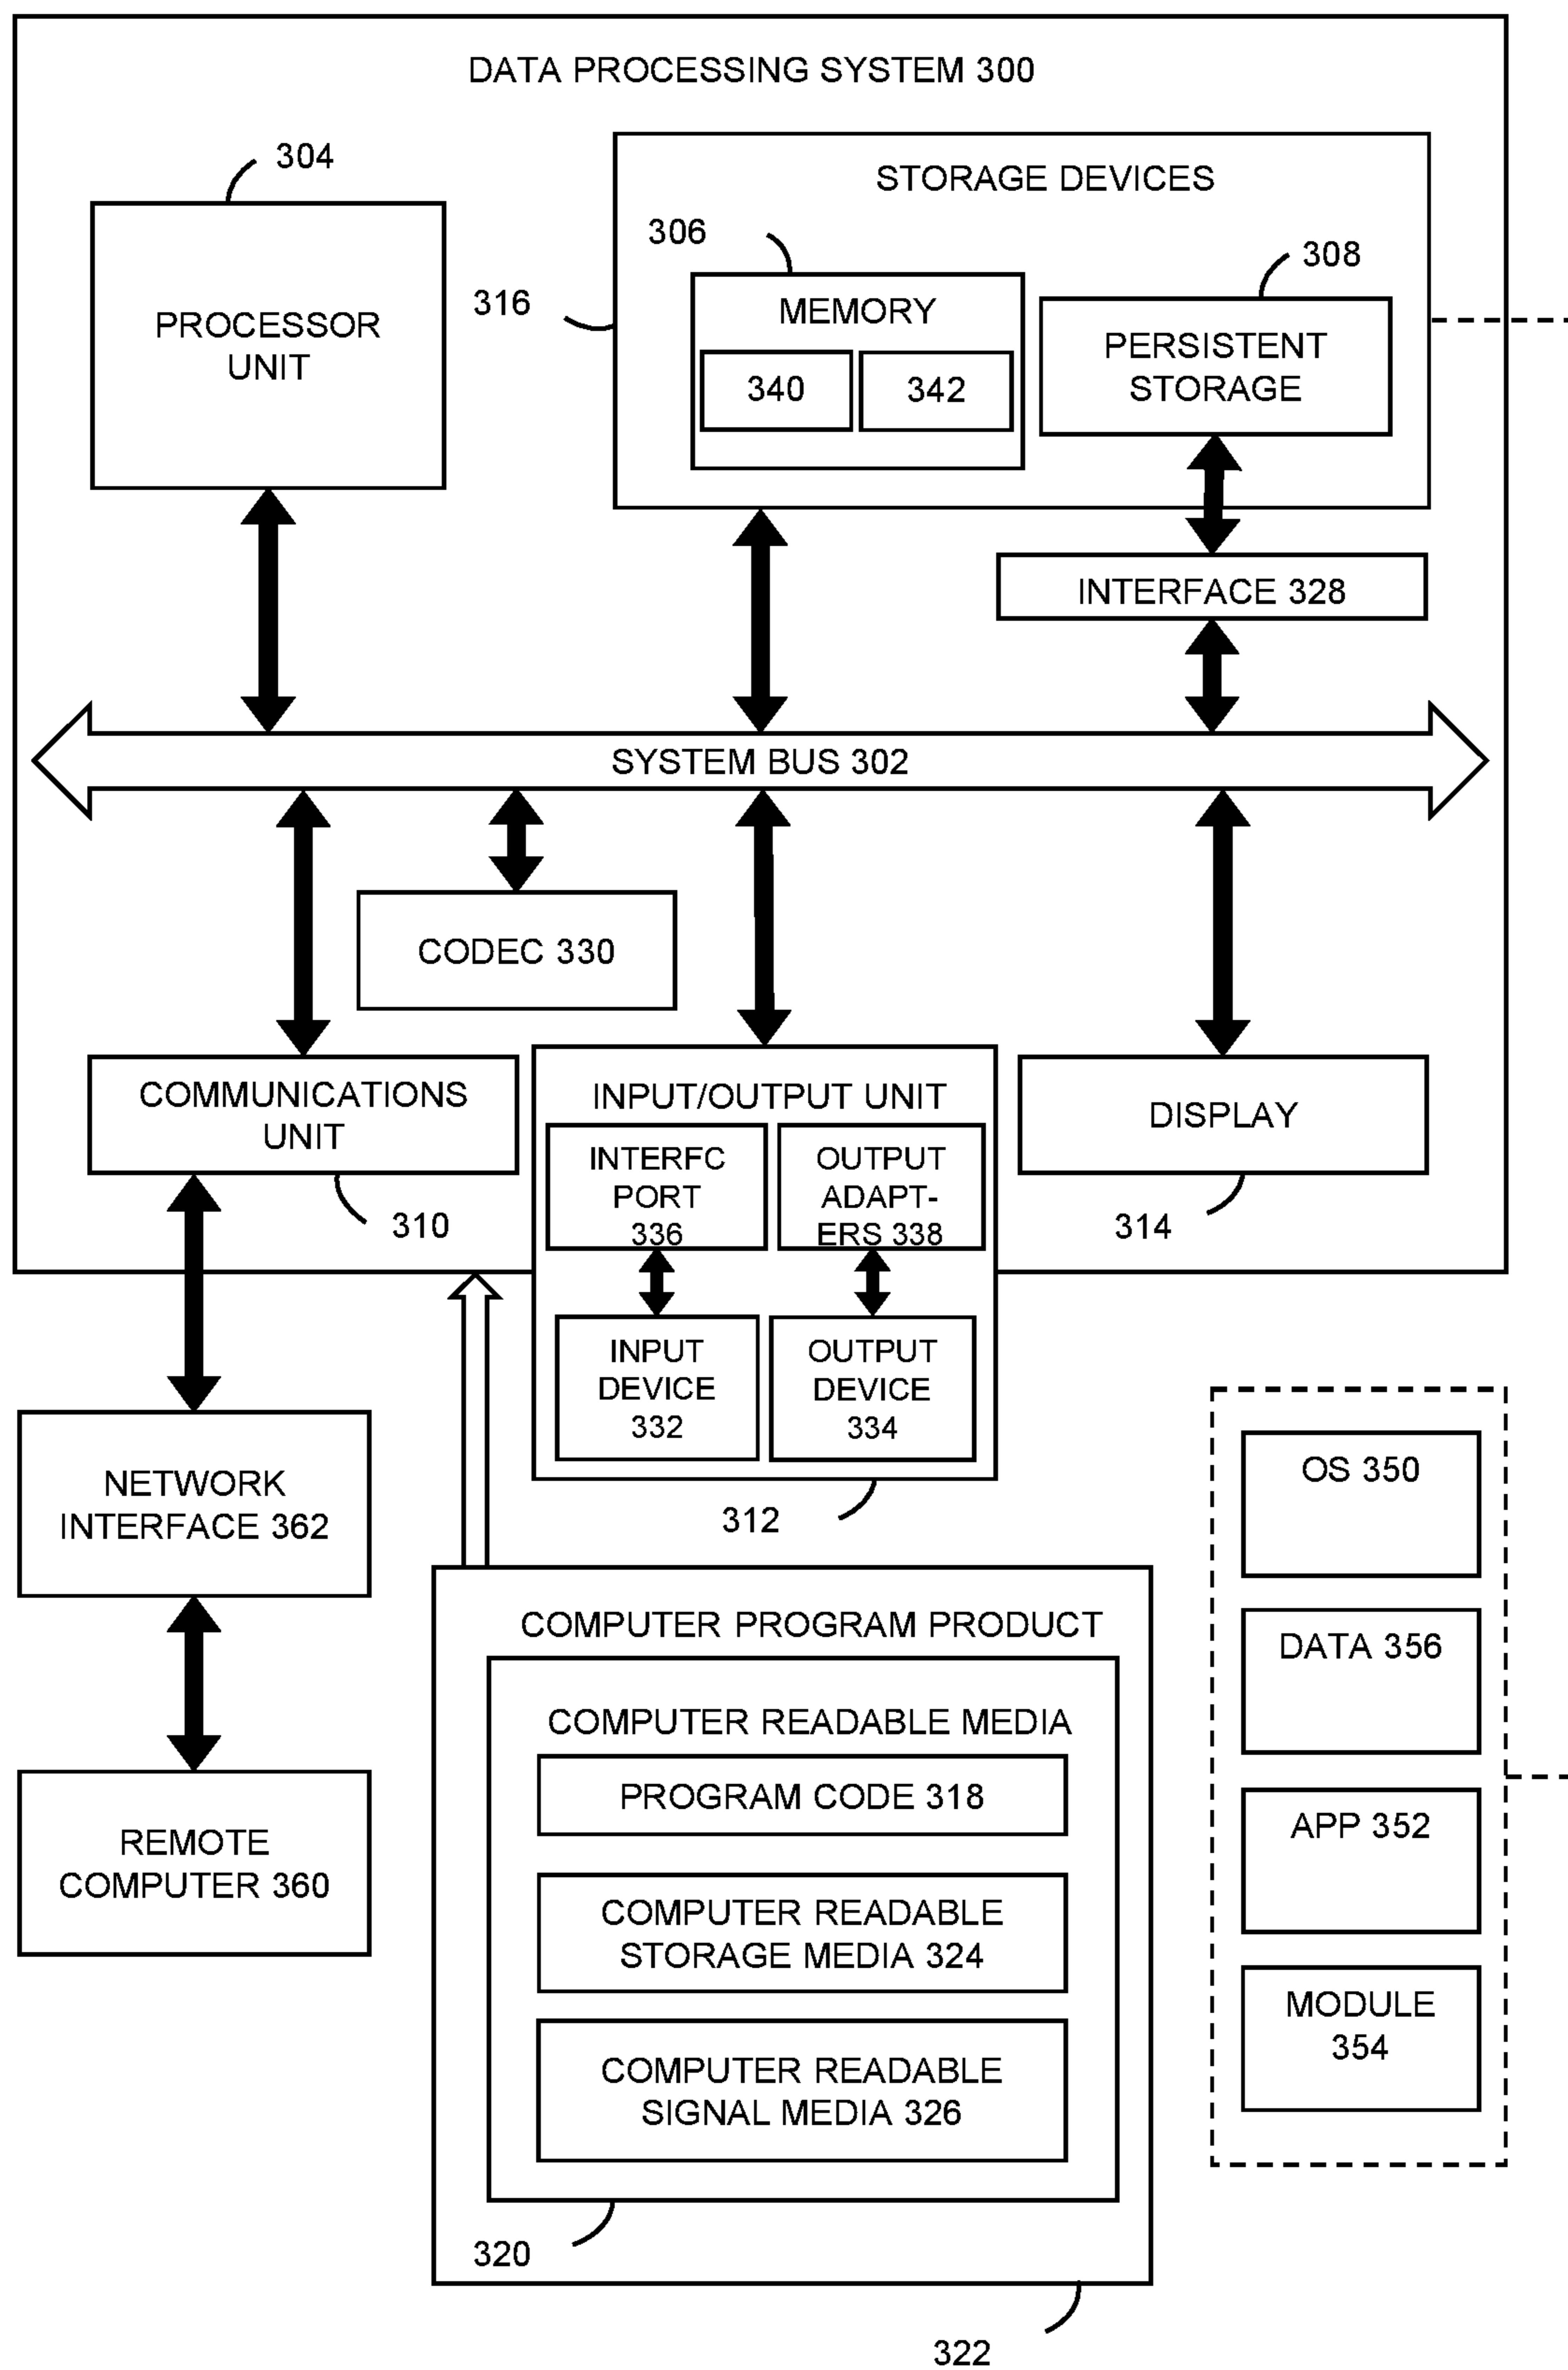 DATA PROCESSING SYSTEM 300
304
STORAGE DEVICES
306
308
316
PROCESSOR
UNIT
MEMORY
340
342
PERSISTENT
STORAGE
INTERFACE 328
SYSTEM BUS 302
CODEC 330
COMMUNICATIONS
UNIT
310
INPUT/OUTPUT UNIT
INTERFC
PORT
336
OUTPUT
ADAPT-
ERS 338
DISPLAY
314
INPUT
DEVICE
332
OUTPUT
DEVICE
334
312
NETWORK
INTERFACE 362
REMOTE
COMPUTER 360
COMPUTER PROGRAM PRODUCT
COMPUTER READABLE MEDIA
PROGRAM CODE 318
COMPUTER READABLE
STORAGE MEDIA 324
COMPUTER READABLE
SIGNAL MEDIA 326
320
322
OS 350
DATA 356
APP 352
MODULE
354